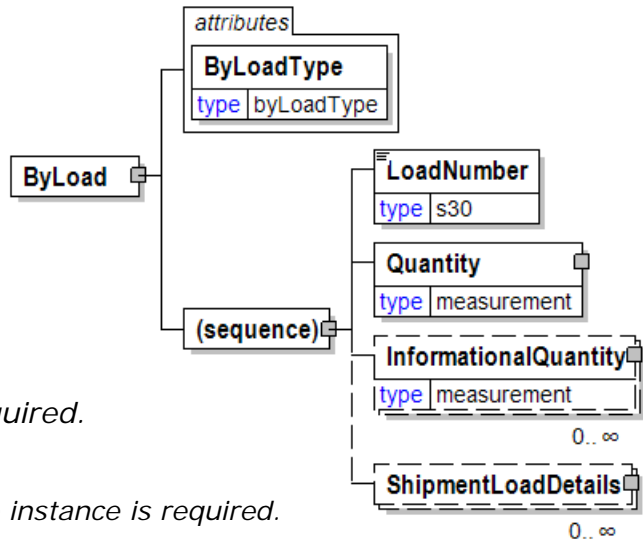 attributes
ByLoadType
type byLoadType
ByLoad
LoadNumber
type s30
Quantity
type measurement
(sequence)
InformationalQuantity
type measurement
0.. ∞
ShipmentLoadDetails
0.. ∞
instance is required.